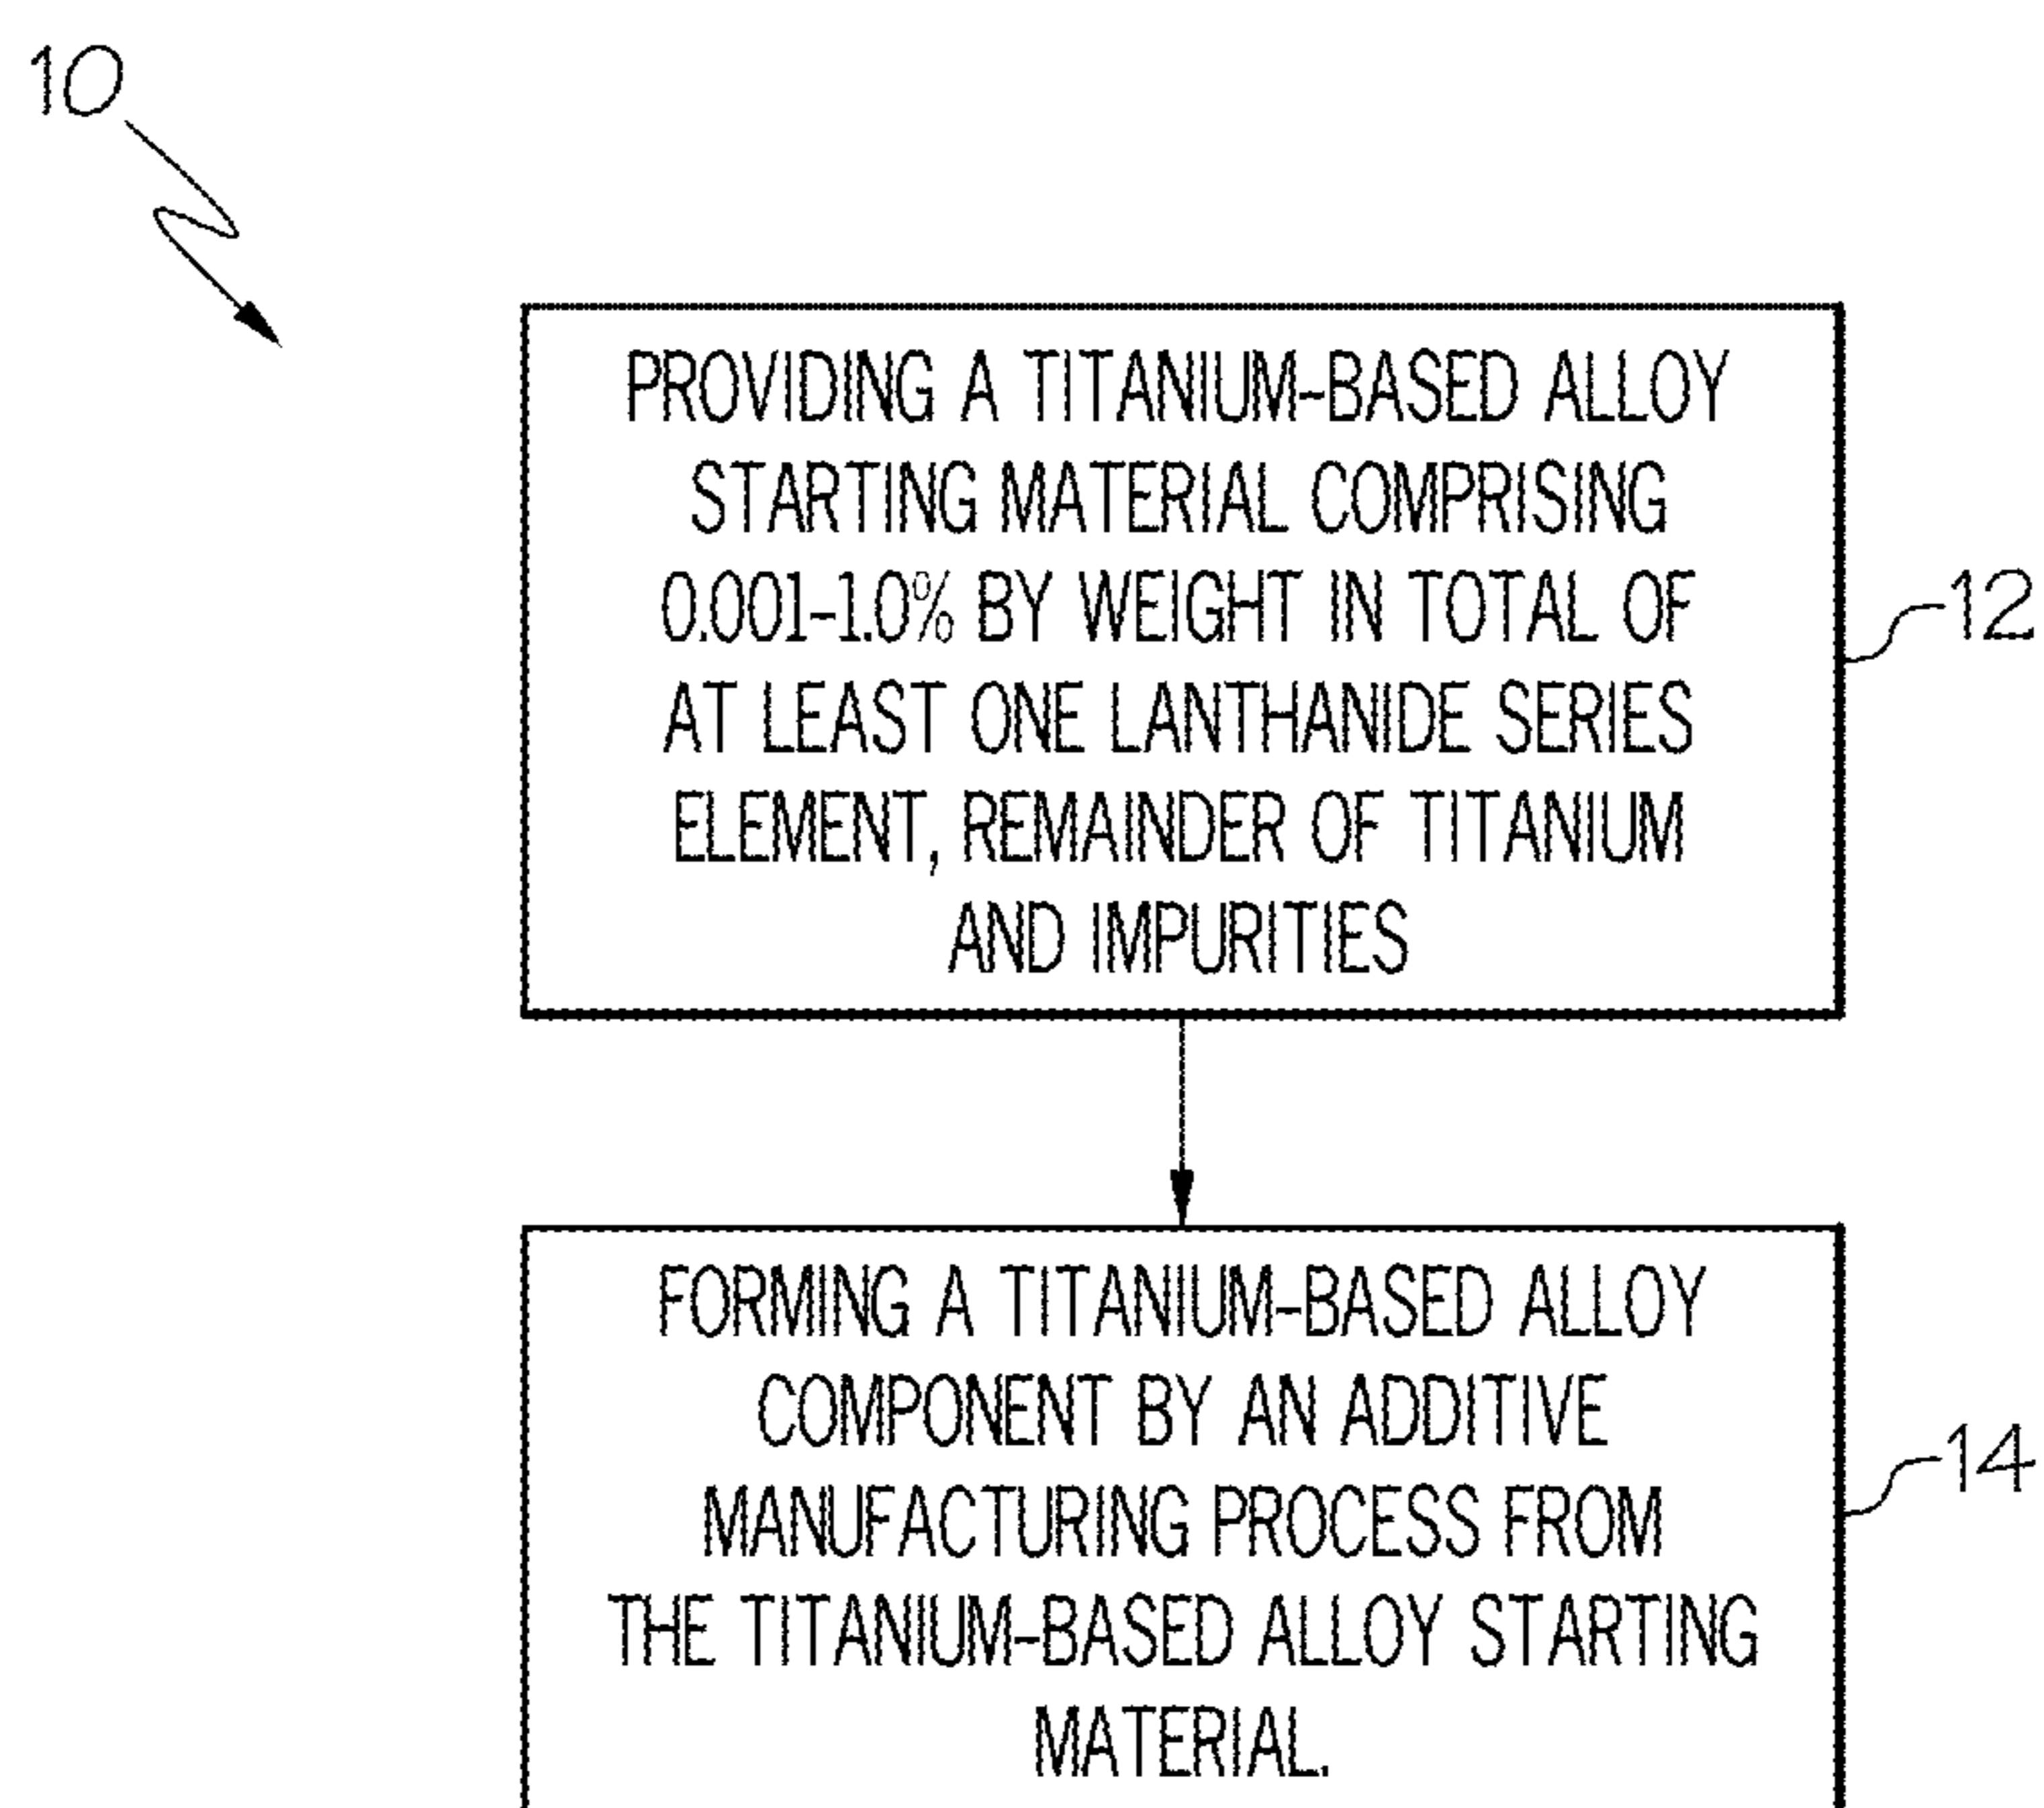 10
PROVIDING A TITANIUM-BASED ALLOY
STARTING MATERIAL COMPRISING
0.001-1.0% BY WEIGHT IN TOTAL OF
AT LEAST ONE LANTHANIDE SERIES
ELEMENT, REMAINDER OF TITANIUM
AND IMPURITIES
12
FORMING A TITANIUM-BASED ALLOY
COMPONENT BY AN ADDITIVE
MANUFACTURING PROCESS FROM
THE TITANIUM-BASED ALLOY STARTING
MATERIAL.
14